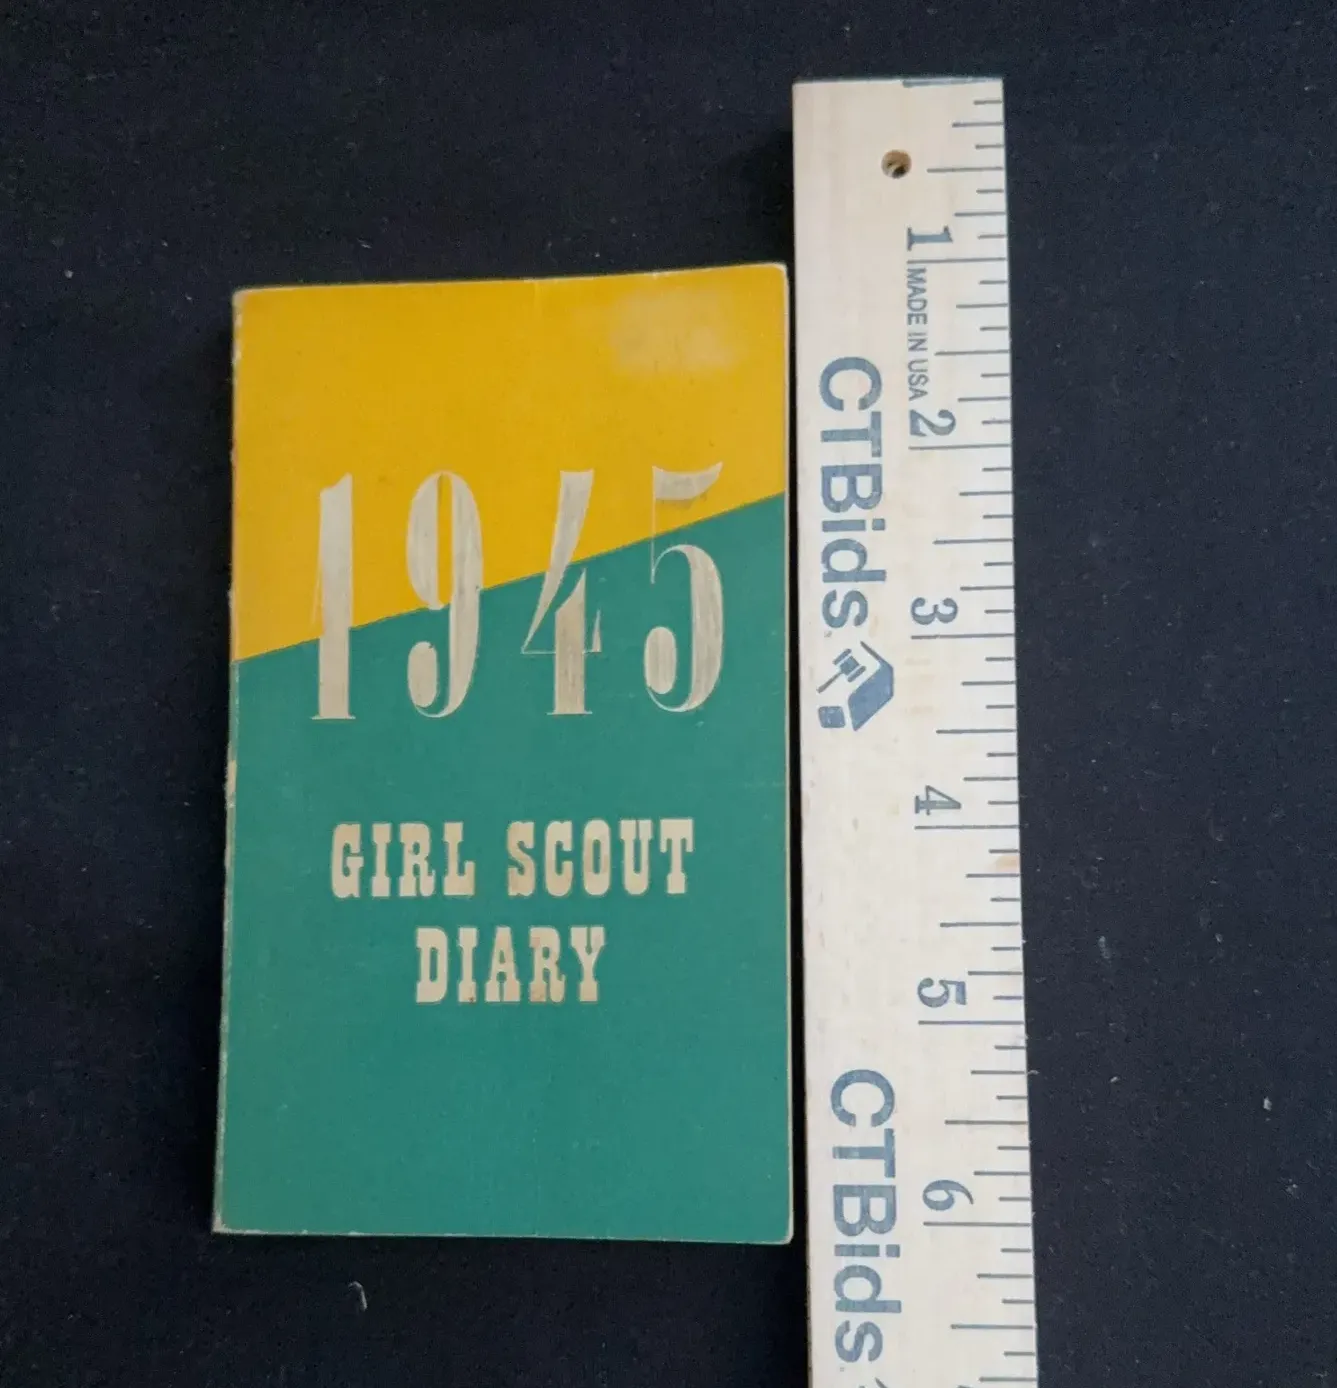 1945
GIRL SCOUT
DIARY
1
MADE IN USA
2
3
4
5
6
CTBids
CTBids